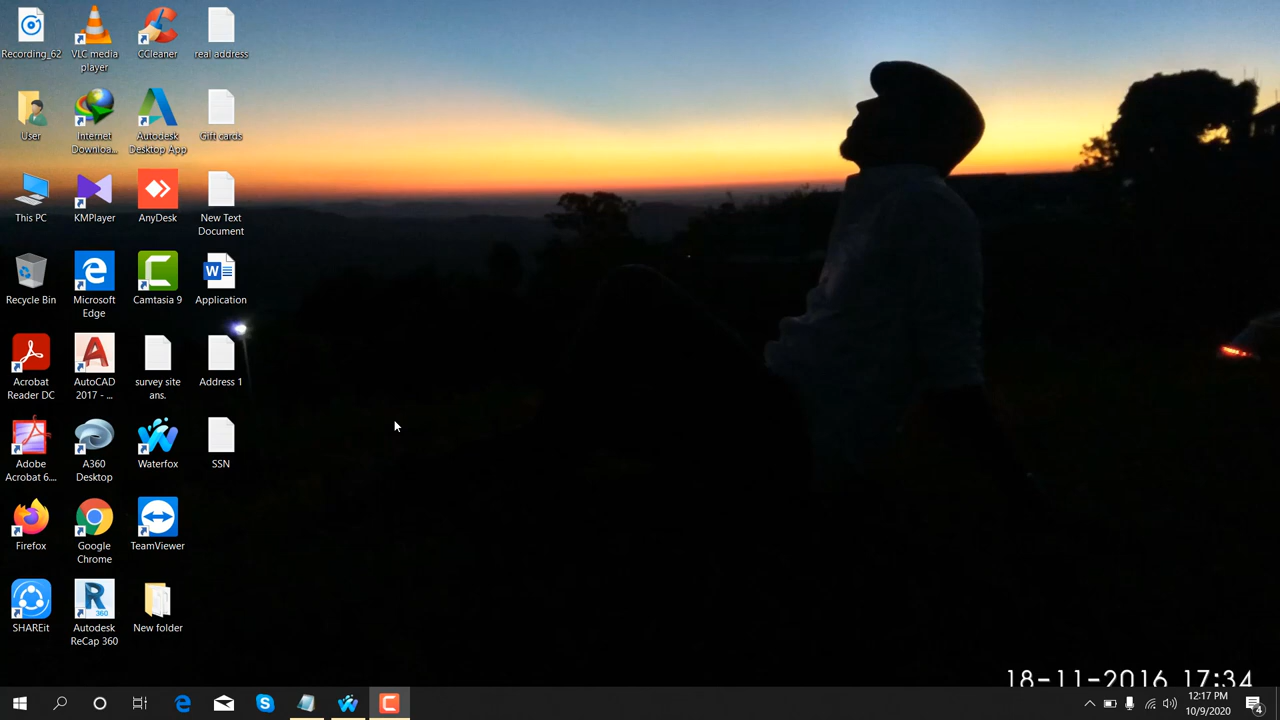 Recording_62
VLC media
player
CCleaner
real address
User
Internet
Downloa...
Autodesk
Desktop App
Gift cards
This PC
KMPlayer
AnyDesk
New Text
Document
Recycle Bin
Microsoft
Edge
Camtasia 9
Application
Acrobat
Reader DC
AutoCAD
2017 - ...
survey site
ans.
Address 1
Adobe
Acrobat 6....
A360
Desktop
Waterfox
SSN
Firefox
Google
Chrome
TeamViewer
SHAREit
Autodesk
ReCap 360
New folder
18-11-2016 17:34
12:17 PM
10/9/2020
4